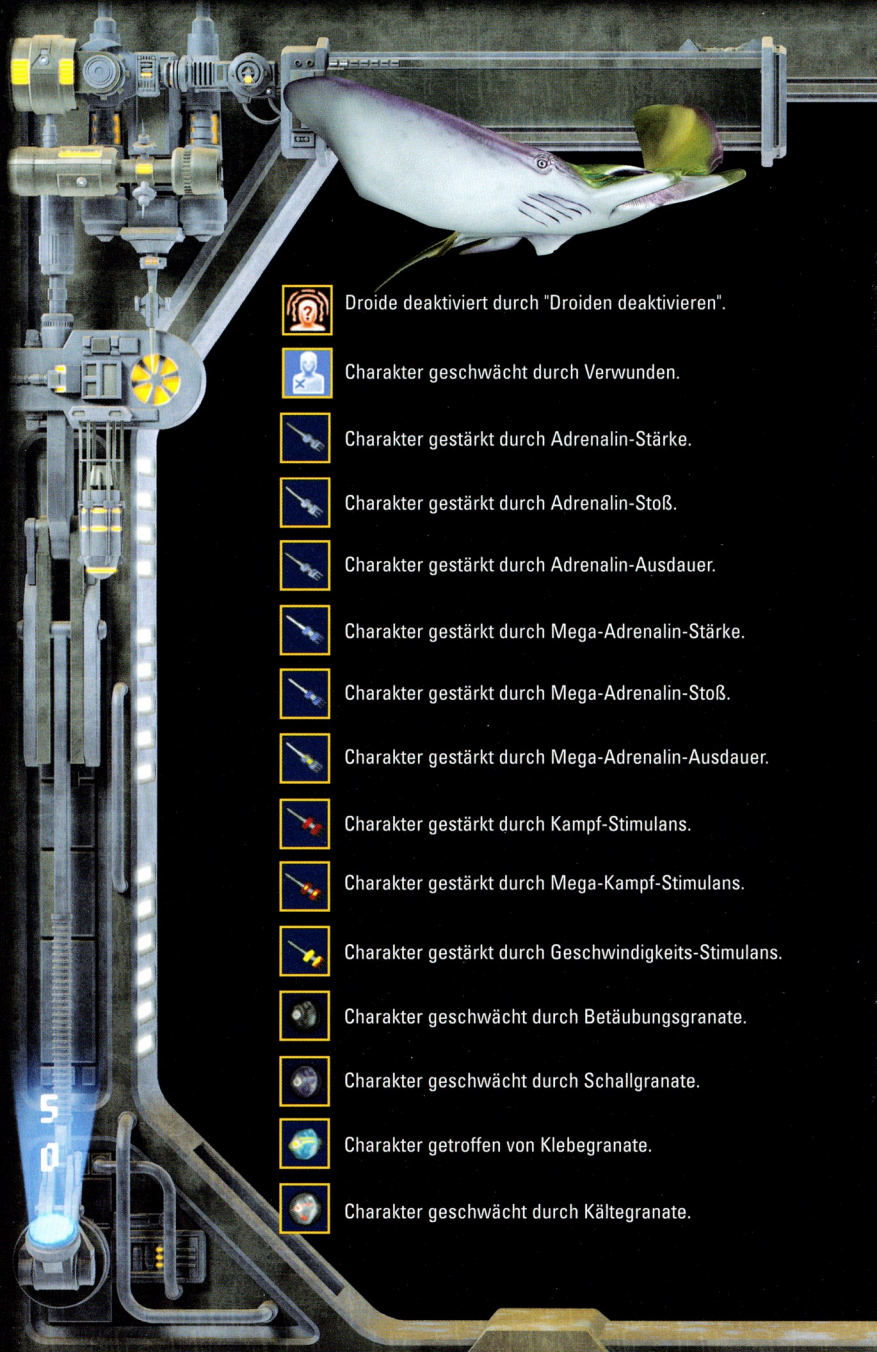 Droide deaktiviert durch "Droiden deaktivieren".
Charakter geschwächt durch Verwunden.
Charakter gestärkt durch Adrenalin-Stärke.
Charakter gestärkt durch Adrenalin-Stoß.
Charakter gestärkt durch Adrenalin-Ausdauer.
Charakter gestärkt durch Mega-Adrenalin-Stärke.
Charakter gestärkt durch Mega-Adrenalin-Stoß.
Charakter gestärkt durch Mega-Adrenalin-Ausdauer.
Charakter gestärkt durch Kampf-Stimulans.
Charakter gestärkt durch Mega-Kampf-Stimulans.
Charakter gestärkt durch Geschwindigkeits-Stimulans.
Charakter geschwächt durch Betäubungsgranate.
Charakter geschwächt durch Schallgranate.
Charakter getroffen von Klebegranate.
Charakter geschwächt durch Kältegranate.
5
0